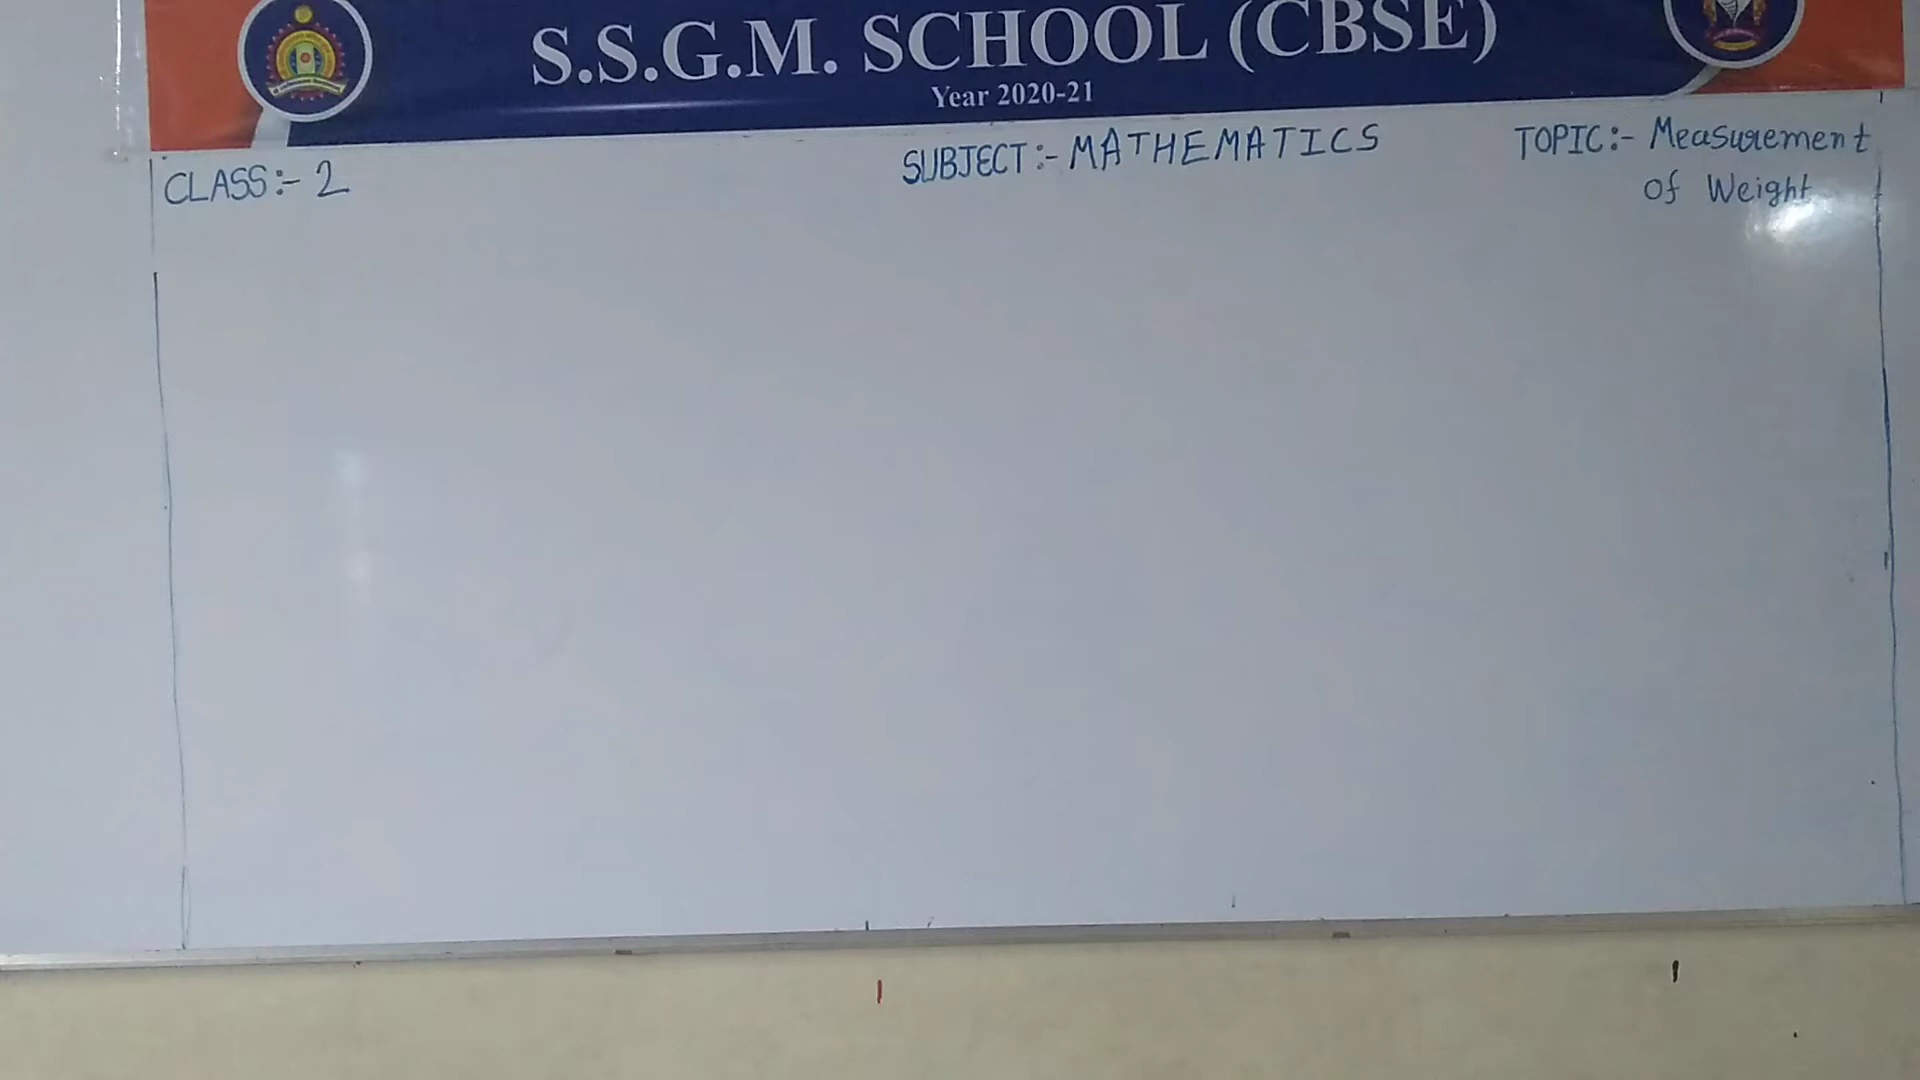 S.S.G.M. SCHOOL (CBSE)
Year 2020-21
CLASS:- 2
SUBJECT:- MATHEMATICS
TOPIC:- Measurement
of Weight